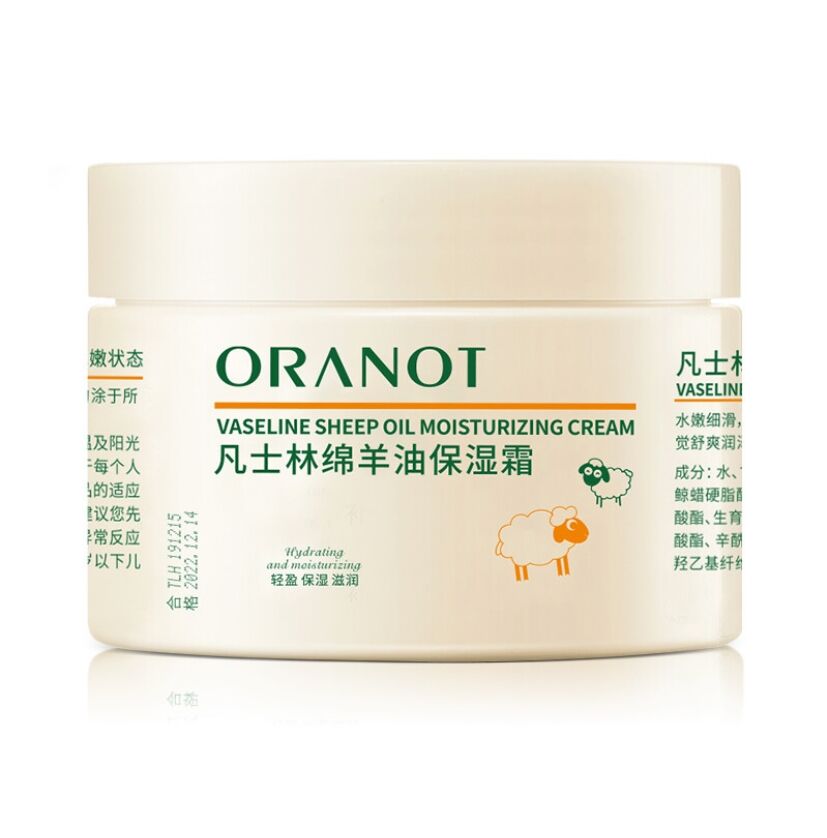 嫩状态
涂于所
及阳光
于每个人
品的适应
建议您先
异常反应
岁以下儿
合格
TLH 191215
2022.12.14
ORANOT
VASELINE SHEEP OIL MOISTURIZING CREAM
凡士林绵羊油保湿霜
Hydrating
and moisturizing
轻盈 保湿 滋润
凡士林
VASELINE
水嫩细滑,
觉舒爽润
成分: 水、
鲸蜡硬脂
酸酯、生育
酸酯、辛酰
羟乙基纤维